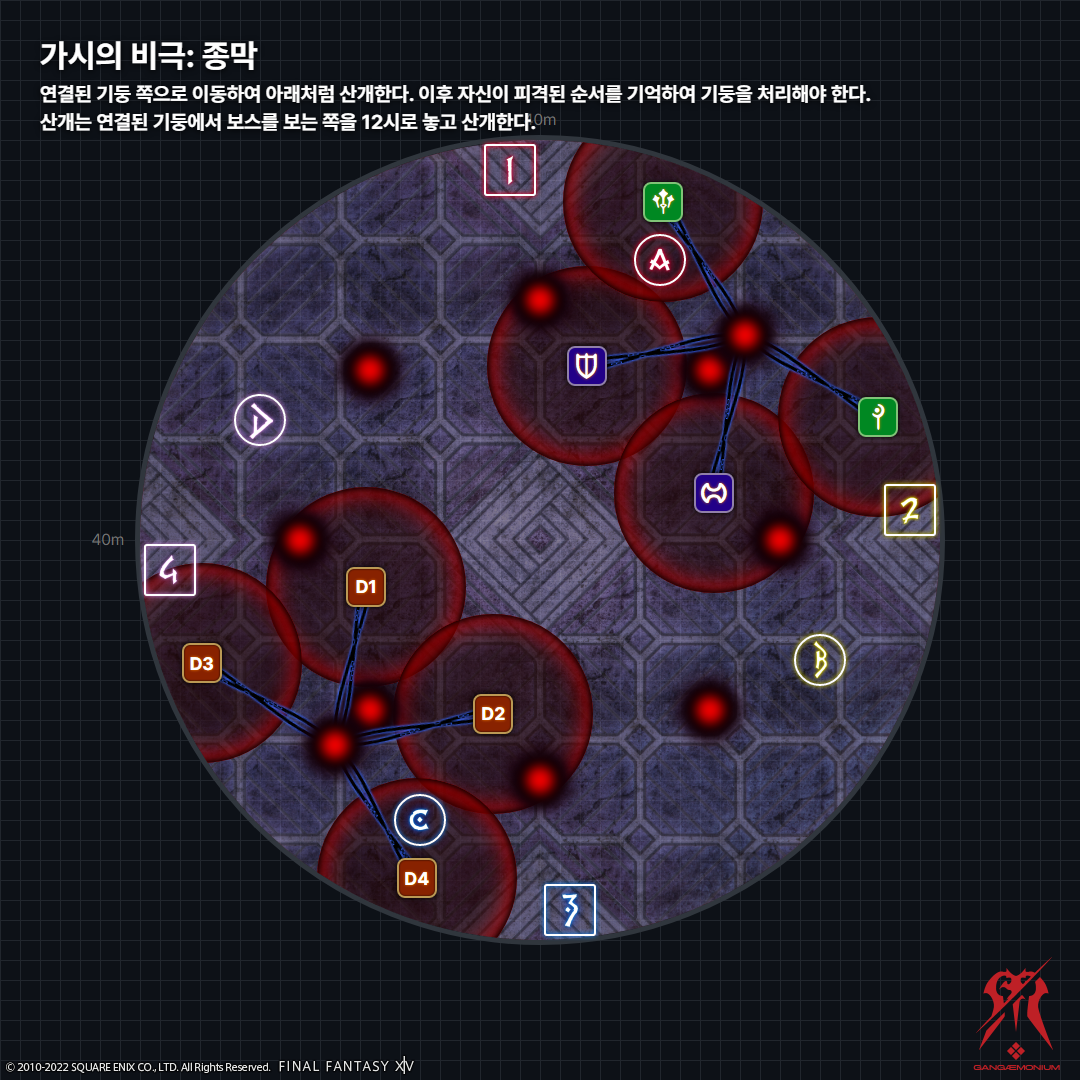 가시의 비극: 종막
연결된 기둥 쪽으로 이동하여 아래처럼 산개한다. 이후 자신이 피격된 순서를 기억하여 기둥을 처리해야 한다.
산개는 연결된 기둥에서 보스를 보는 쪽을 12시로 놓고 산개한다.
1
A
2
40m
D1
4
D3
B
D2
C
D4
3
GANGÆMONIUM
© 2010-2022 SQUARE ENIX CO., LTD. All Rights Reserved. FINAL FANTASY XIV